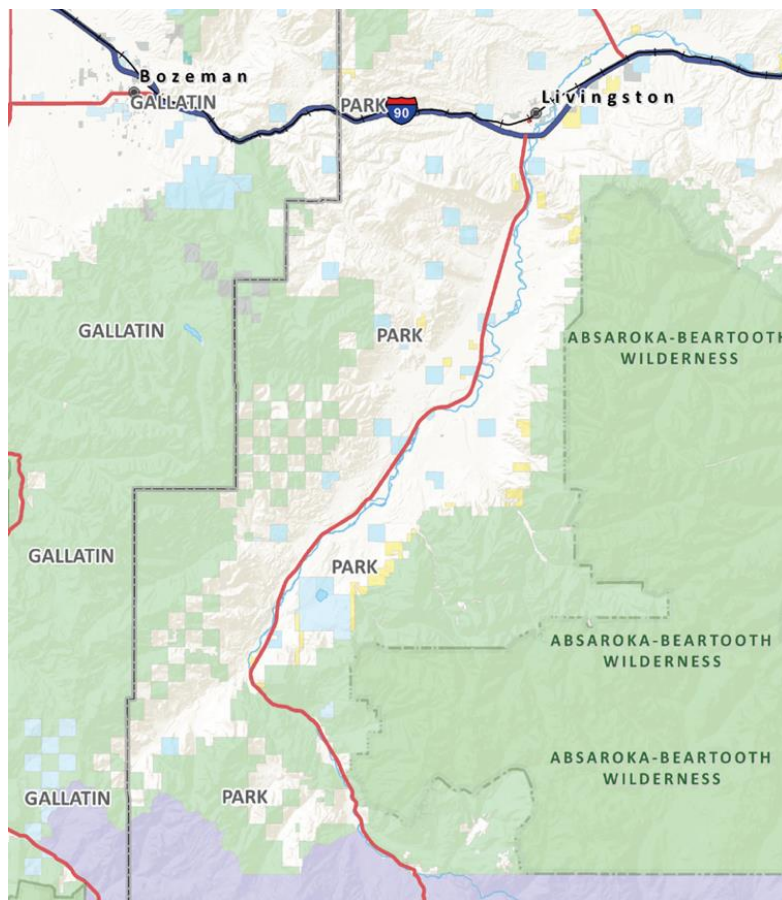 Bozeman
GALLATIN
PARK
90
Livingston
GALLATIN
PARK
ABSAROKA-BEARTOOTH
WILDERNESS
GALLATIN
PARK
ABSAROKA-BEARTOOTH
WILDERNESS
ABSAROKA-BEARTOOTH
WILDERNESS
GALLATIN
PARK